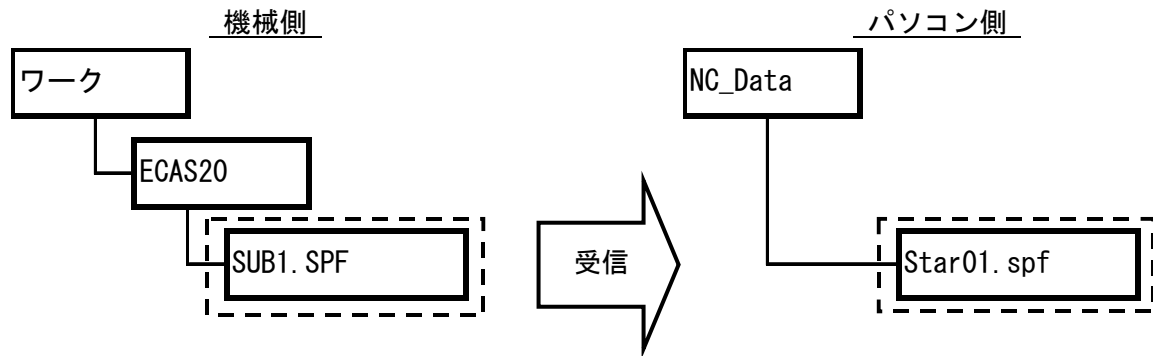 機械側
パソコン側
ワーク
NC_Data
ECAS20
SUB1.SPF
受信
Star01.spf